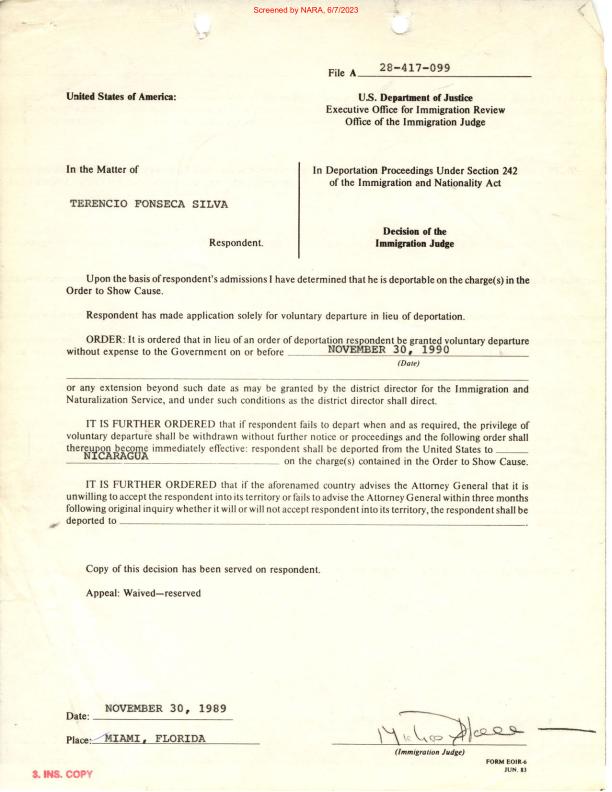 Screened by NARA, 6/7/2023
File A 28-417-099
United States of America:
U.S. Department of Justice
Executive Office for Immigration Review
Office of the Immigration Judge
In the Matter of
In Deportation Proceedings Under Section 242
of the Immigration and Nationality Act
TERENCIO FONSECA SILVA
Respondent.
Decision of the
Immigration Judge
Upon the basis of respondent's admissions I have determined that he is deportable on the charge(s) in the
Order to Show Cause.
Respondent has made application solely for voluntary departure in lieu of deportation.
ORDER: It is ordered that in lieu of an order of deportation respondent be granted voluntary departure
without expense to the Government on or before NOVEMBER 30, 1990
(Date)
or any extension beyond such date as may be granted by the district director for the Immigration and
Naturalization Service, and under such conditions as the district director shall direct.
IT IS FURTHER ORDERED that if respondent fails to depart when and as required, the privilege of
voluntary departure shall be withdrawn without further notice or proceedings and the following order shall
thereupon become immediately effective: respondent shall be deported from the United States to
NICARAGUA on the charge(s) contained in the Order to Show Cause.
IT IS FURTHER ORDERED that if the aforenamed country advises the Attorney General that it is
unwilling to accept the respondent into its territory or fails to advise the Attorney General within three months
following original inquiry whether it will or will not accept respondent into its territory, the respondent shall be
deported to
Copy of this decision has been served on respondent.
Appeal: Waived—reserved
Date: NOVEMBER 30, 1989
Place: MIAMI, FLORIDA
(Immigration Judge)
FORM EOIR-6
JUN. 83
3. INS. COPY